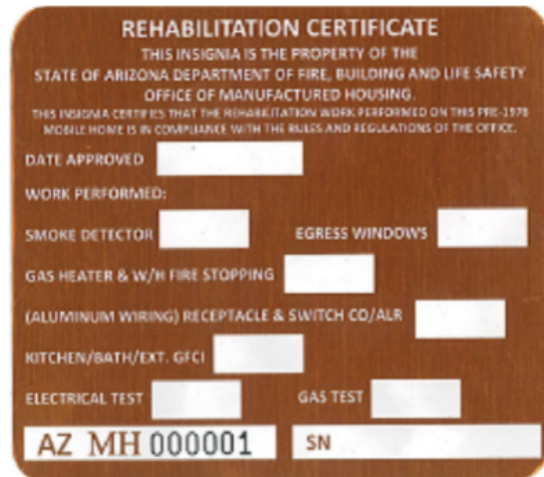 REHABILITATION CERTIFICATE
THIS INSIGNIA IS THE PROPERTY OF THE
STATE OF ARIZONA DEPARTMENT OF FIRE, BUILDING AND LIFE SAFETY
OFFICE OF MANUFACTURED HOUSING.
THIS INSIGNIA CERTIFIES THAT THE REHABILITATION WORK PERFORMED ON THIS PRE-1976
MOBILE HOME IS IN COMPLIANCE WITH THE RULES AND REGULATIONS OF THE OFFICE.
DATE APPROVED
WORK PERFORMED:
SMOKE DETECTOR EGRESS WINDOWS
GAS HEATER & W/H FIRE STOPPING
(ALUMINUM WIRING) RECEPTACLE & SWITCH CO/ALR
KITCHEN/BATH/EXT. GFCI
ELECTRICAL TEST GAS TEST
AZ MH 000001 SN